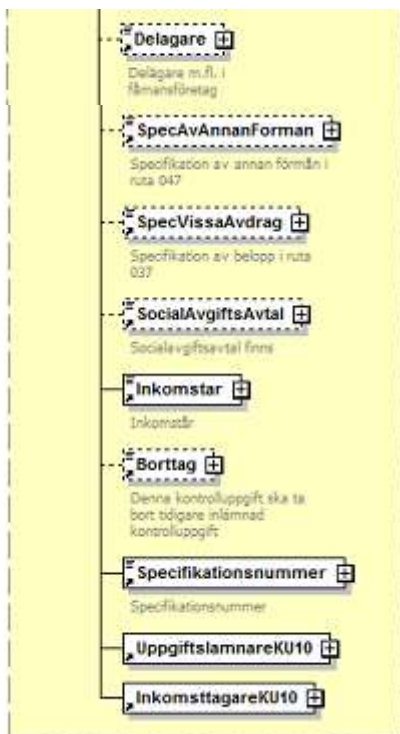 Delagare
Delägare m.fl. i
fåmansföretag
SpecAvAnnanForman
Specifikation av annan förmån i
ruta 047
SpecVissaAvdrag
Specifikation av belopp i ruta
037
SocialAvgiftsAvtal
Socialavgiftsavtal finns
Inkomstar
Inkomstår
Borttag
Denna kontrolluppgift ska ta
bort tidigare inlämnad
kontrolluppgift
Specifikationsnummer
Specifikationsnummer
UppgiftslamnareKU10
InkomsttagareKU10